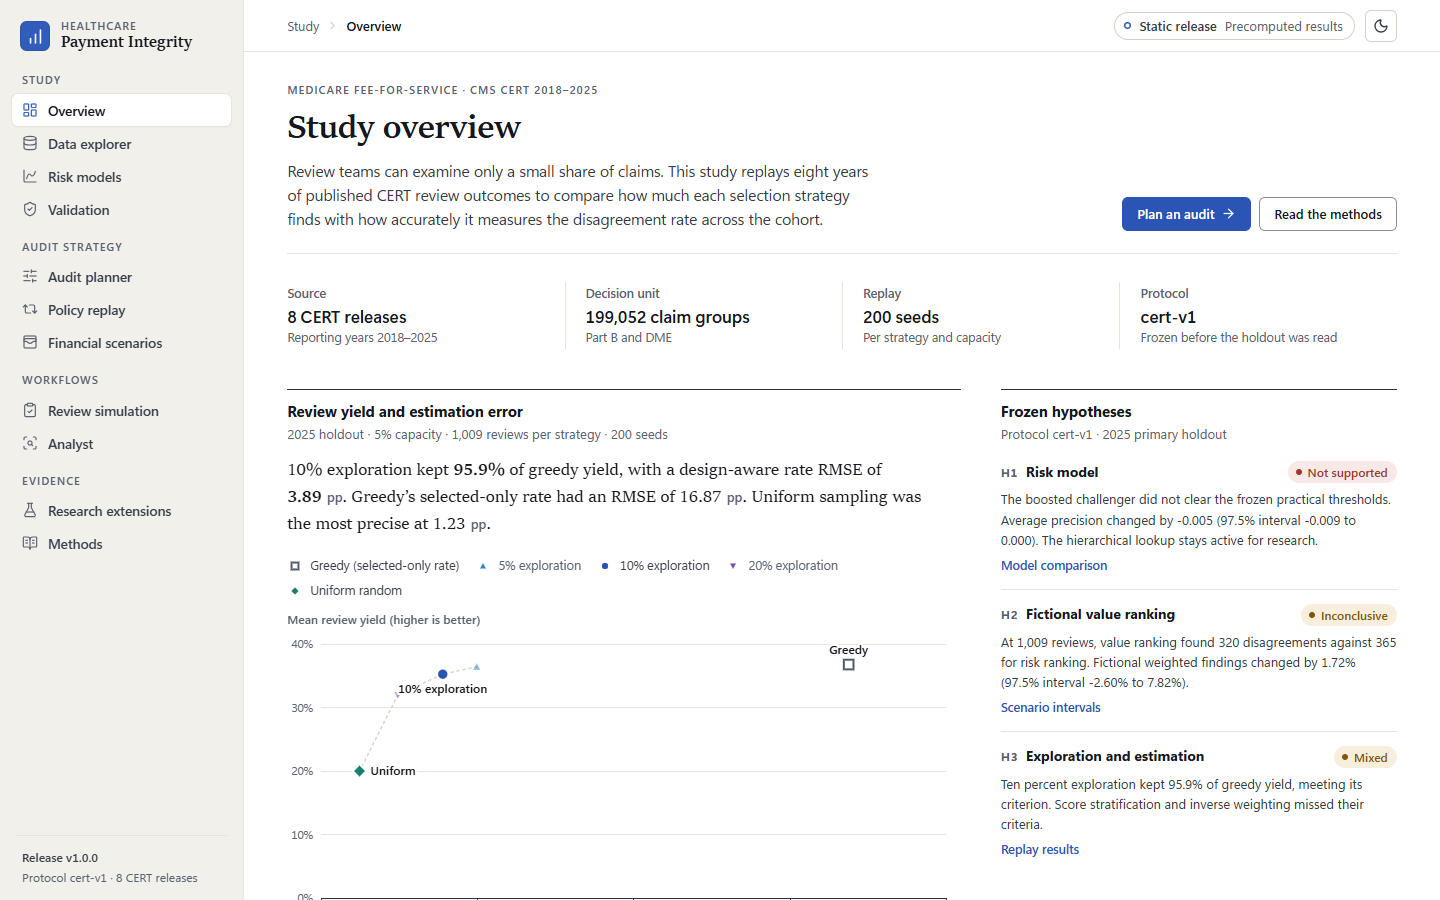 HEALTHCARE
Payment Integrity
STUDY
Overview
Data explorer
Risk models
Validation
AUDIT STRATEGY
Audit planner
Policy replay
Financial scenarios
WORKFLOWS
Review simulation
Analyst
EVIDENCE
Research extensions
Methods
Release v1.0.0
Protocol cert-v1 · 8 CERT releases
Study
Overview
Static release Precomputed results
MEDICARE FEE-FOR-SERVICE · CMS CERT 2018–2025
Study overview
Review teams can examine only a small share of claims. This study replays eight years
of published CERT review outcomes to compare how much each selection strategy
finds with how accurately it measures the disagreement rate across the cohort.
Plan an audit
Read the methods
Source
8 CERT releases
Reporting years 2018–2025
Decision unit
199,052 claim groups
Part B and DME
Replay
200 seeds
Per strategy and capacity
Protocol
cert-v1
Frozen before the holdout was read
Review yield and estimation error
2025 holdout · 5% capacity · 1,009 reviews per strategy · 200 seeds
10% exploration kept 95.9% of greedy yield, with a design-aware rate RMSE of
3.89 pp. Greedy’s selected-only rate had an RMSE of 16.87 pp. Uniform sampling was
the most precise at 1.23 pp.
Greedy (selected-only rate) 5% exploration 10% exploration 20% exploration
Uniform random
Mean review yield (higher is better)
40%
Greedy
10% exploration
30%
20%
Uniform
10%
0%
Frozen hypotheses
Protocol cert-v1 · 2025 primary holdout
H1 Risk model Not supported
The boosted challenger did not clear the frozen practical thresholds.
Average precision changed by -0.005 (97.5% interval -0.009 to
0.000). The hierarchical lookup stays active for research.
Model comparison
H2 Fictional value ranking Inconclusive
At 1,009 reviews, value ranking found 320 disagreements against 365
for risk ranking. Fictional weighted findings changed by 1.72%
(97.5% interval -2.60% to 7.82%).
Scenario intervals
H3 Exploration and estimation Mixed
Ten percent exploration kept 95.9% of greedy yield, meeting its
criterion. Score stratification and inverse weighting missed their
criteria.
Replay results